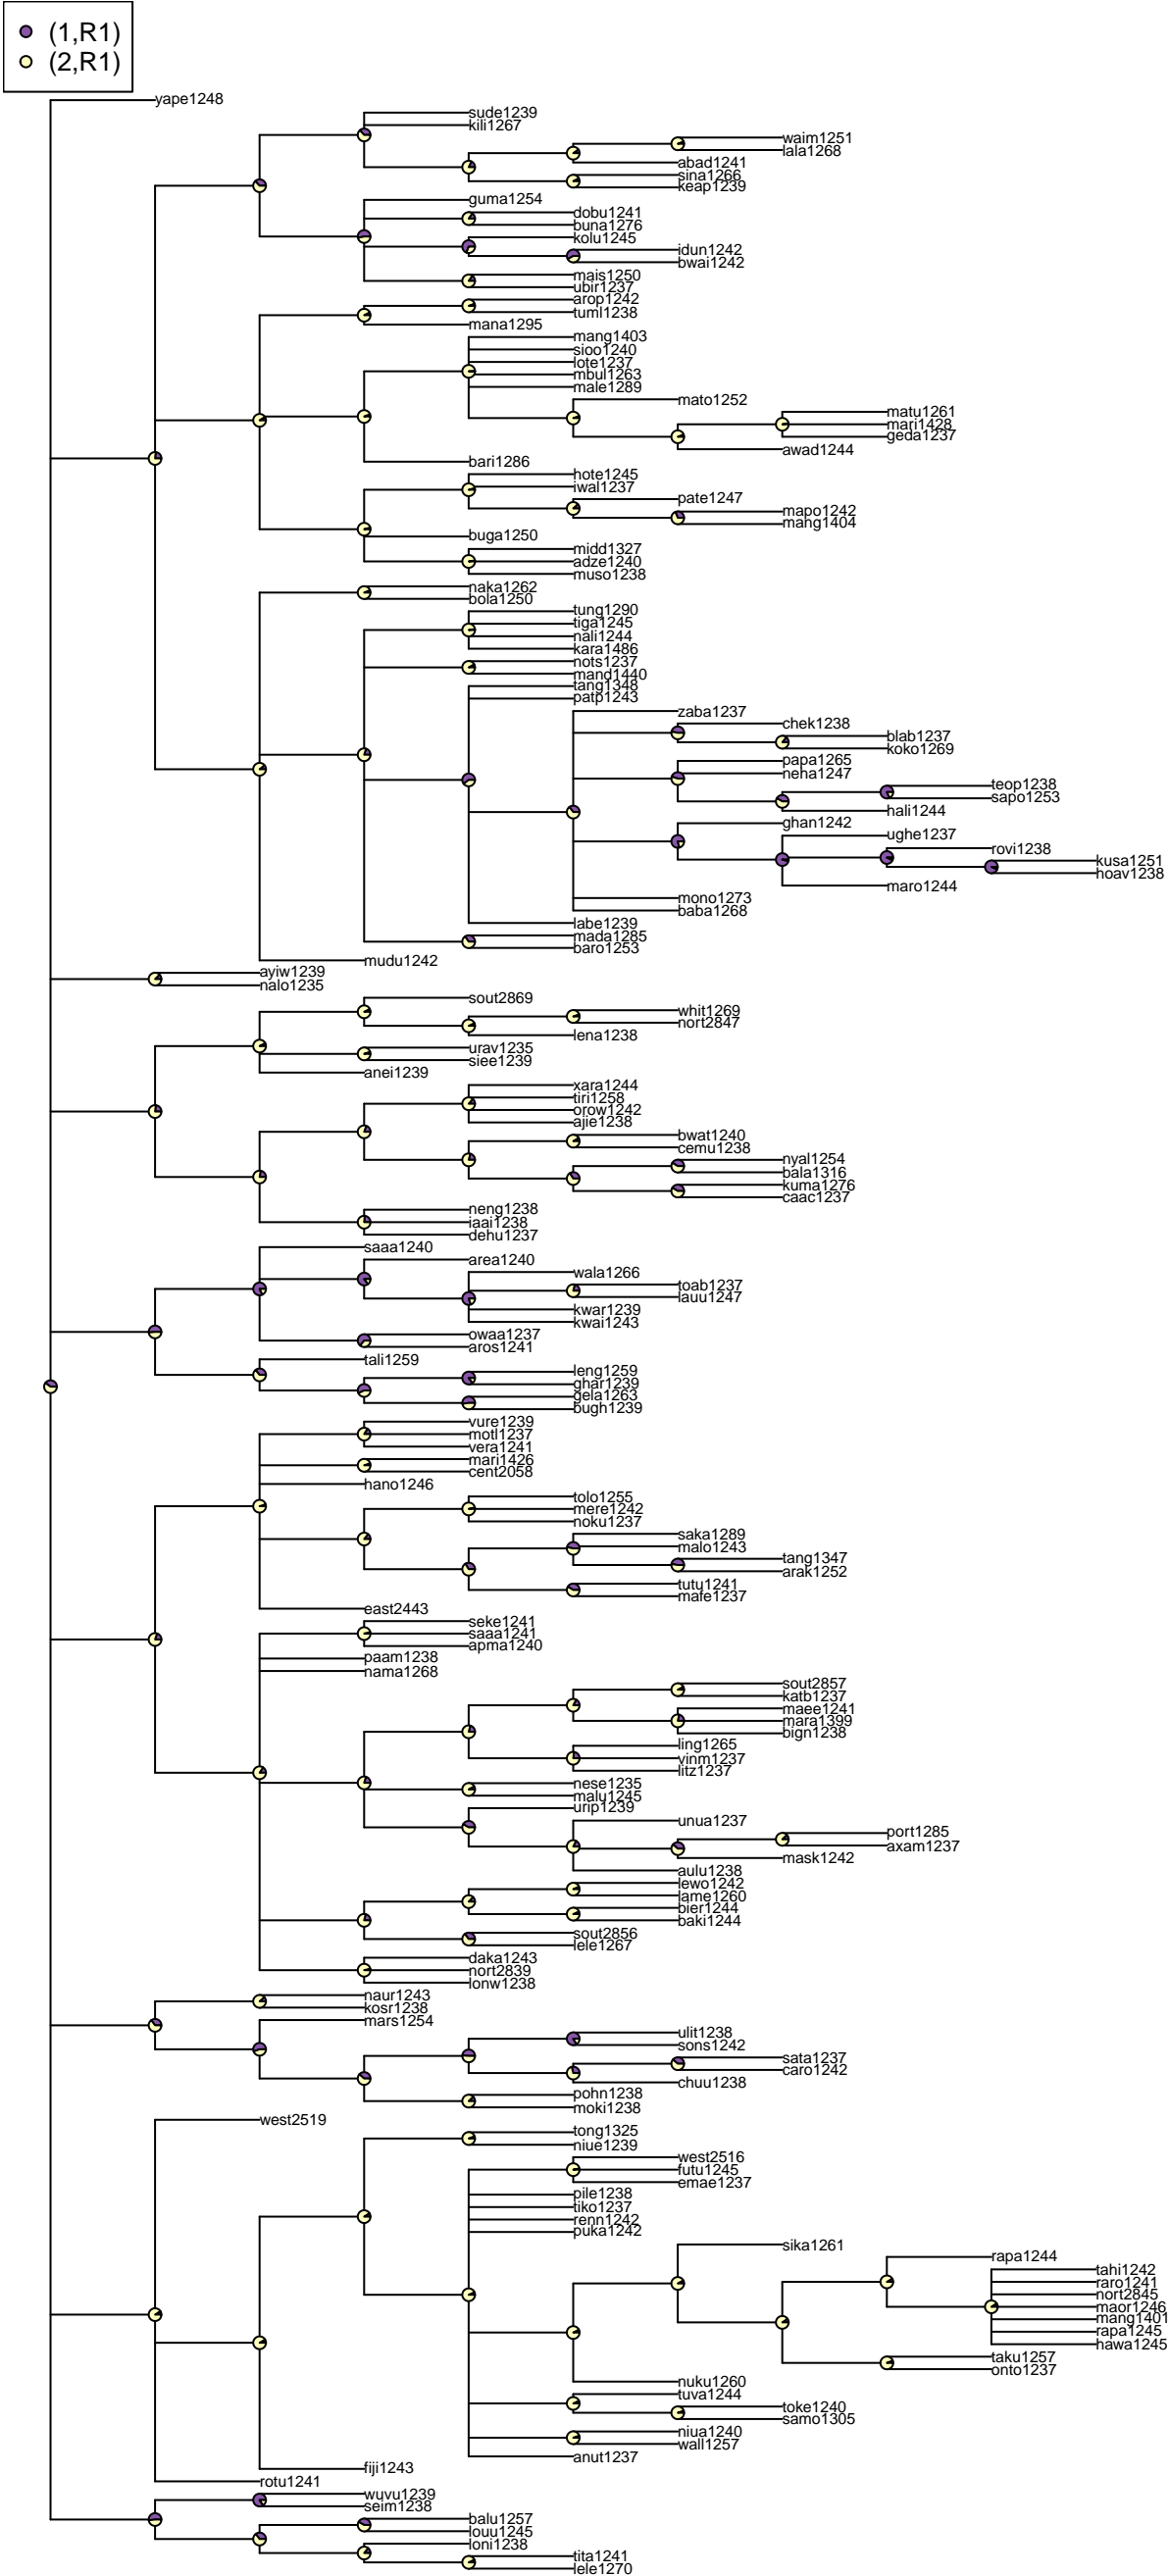 (1,R1)
(2,R1)
yape1248
sude1239
kili1267
waim1251
lala1268
abad1241
sina1266
keap1239
guma1254
dobu1241
buna1276
kolu1245
idun1242
bwai1242
mais1250
ubir1237
arop1242
tuml1238
mana1295
mang1403
sioo1240
lote1237
mbul1263
male1289
mato1252
matu1261
mari1428
geda1237
awad1244
bari1286
hote1245
iwal1237
pate1247
mapo1242
mang1404
buga1250
midd1327
adze1240
muso1238
naka1262
bola1250
tung1290
tiga1245
nali1244
kara1486
nots1237
mand1440
tang1348
patp1243
zaba1237
chek1238
blab1237
koko1269
papa1265
neha1247
teop1238
sapo1253
hali1244
ghan1242
ughe1237
rovi1238
kusa1251
hoav1238
maro1244
mono1273
baba1268
labe1239
mada1285
baro1253
mudu1242
ayiw1239
nalo1235
sout2869
whit1269
nort2847
lena1238
urav1235
siee1239
anei1239
xara1244
tiri1258
orow1242
ajie1238
bwat1240
cemu1238
nyal1254
bala1316
kuma1276
caac1237
neng1238
iaai1238
dehu1237
saaa1240
area1240
wala1266
toab1237
lauu1247
kwar1239
kwai1243
owaa1237
aros1241
tali1259
leng1259
ghar1239
gela1263
bugh1239
vure1239
motl1237
vera1241
mari1426
cent2058
hano1246
tolo1255
mere1242
noku1237
saka1289
malo1243
tang1347
arak1252
tutu1241
mafe1237
east2443
seke1241
saaa1241
apma1240
paam1238
nama1268
sout2857
katb1237
maee1241
mara1399
bign1238
ling1265
vinm1237
litz1237
nese1235
malu1245
urip1239
unua1237
port1285
axam1237
mask1242
aulu1238
lewo1242
lame1260
bier1244
baki1244
sout2856
lele1267
daka1243
nort2839
lonw1238
naur1243
kosr1238
mars1254
ulit1238
sons1242
sata1237
caro1242
chuu1238
pohn1238
moki1238
west2519
tong1325
niue1239
west2516
futu1245
emae1237
pile1238
tiko1237
renn1242
puka1242
sika1261
rapa1244
tahi1242
raro1241
nort2845
maor1246
mang1401
rapa1245
hawa1245
taku1257
onto1237
nuku1260
tuva1244
toke1240
samo1305
niua1240
wall1257
anut1237
fiji1243
rotu1241
wuvu1239
seim1238
balu1257
louu1245
loni1238
tita1241
lele1270